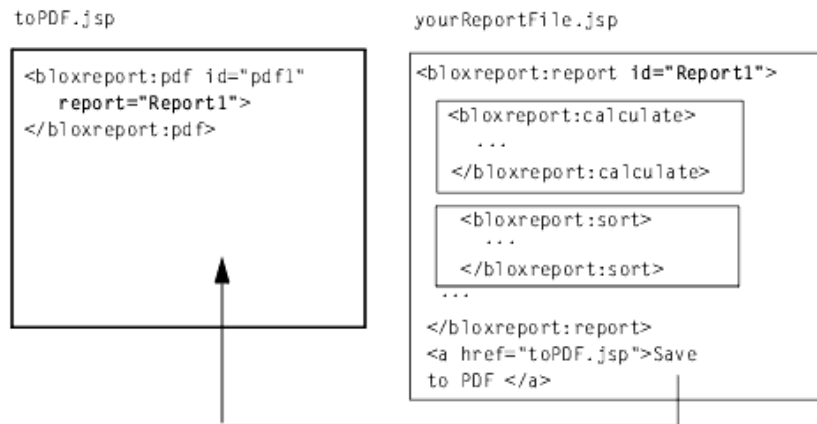 toPDF.jsp
<bloxreport:pdf id="pdf1"
report="Report1">
</bloxreport:pdf>
yourReportFile.jsp
<bloxreport:report id="Report1">
<bloxreport:calculate>
...
</bloxreport:calculate>
<bloxreport:sort>
...
</bloxreport:sort>
...
</bloxreport:report>
<a href="toPDF.jsp">Save
to PDF </a>